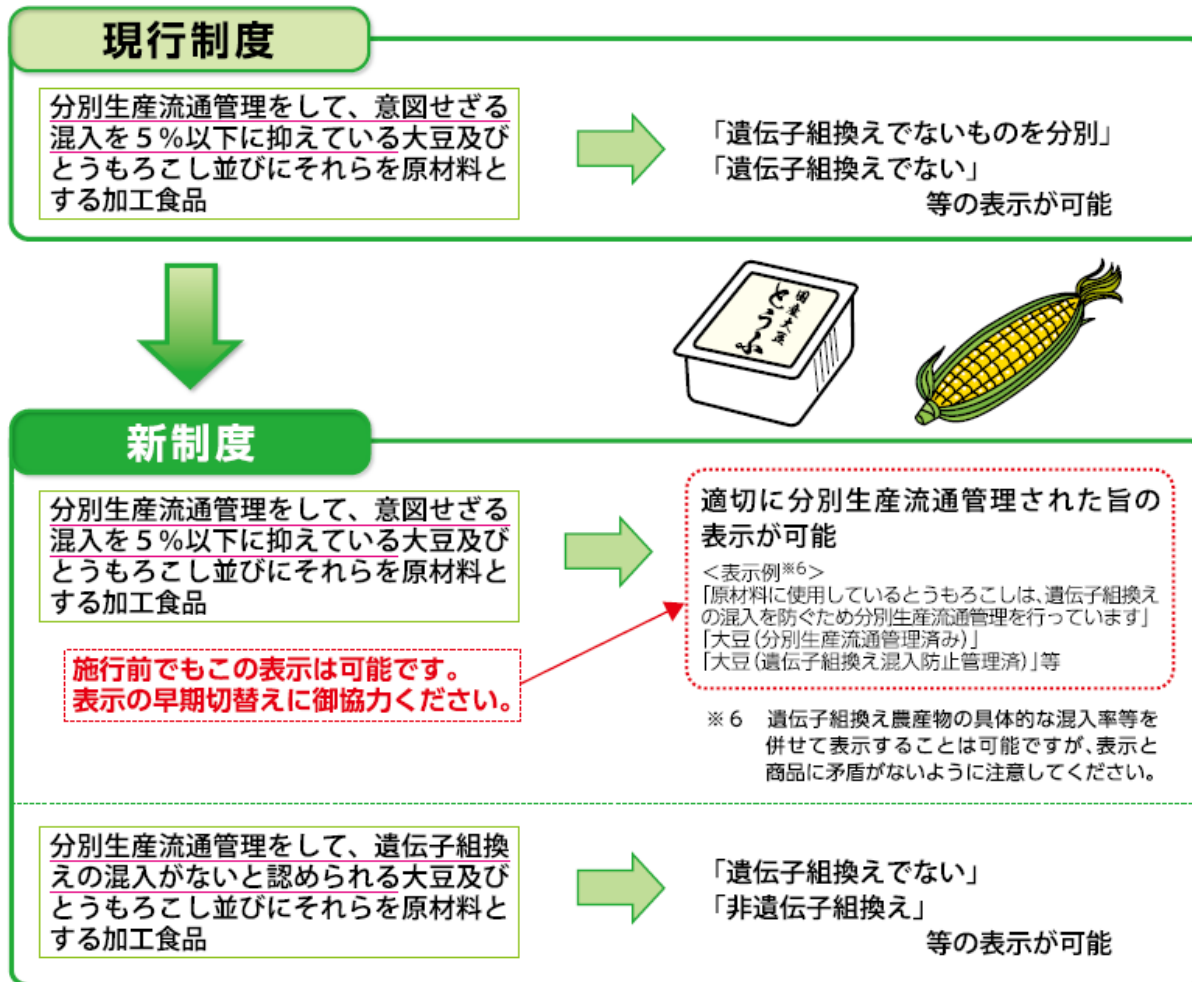 現行制度
分別生産流通管理をして、意図せざる
混入を5%以下に抑えている大豆及び
とうもろこし並びにそれらを原材料と
する加工食品
「遺伝子組換えでないものを分別」
「遺伝子組換えでない」
等の表示が可能
国産大豆
とうふ
新制度
分別生産流通管理をして、意図せざる
混入を5%以下に抑えている大豆及び
とうもろこし並びにそれらを原材料と
する加工食品
適切に分別生産流通管理された旨の
表示が可能
<表示例※6>
「原材料に使用しているとうもろこしは、遺伝子組換え
の混入を防ぐため分別生産流通管理を行っています」
「大豆(分別生産流通管理済み)」
「大豆(遺伝子組換え混入防止管理済)」等
施行前でもこの表示は可能です。
表示の早期切替えに御協力ください。
※6 遺伝子組換え農産物の具体的な混入率等を
併せて表示することは可能ですが、表示と
商品に矛盾がないように注意してください。
分別生産流通管理をして、遺伝子組換
えの混入がないと認められる大豆及び
とうもろこし並びにそれらを原材料と
する加工食品
「遺伝子組換えでない」
「非遺伝子組換え」
等の表示が可能